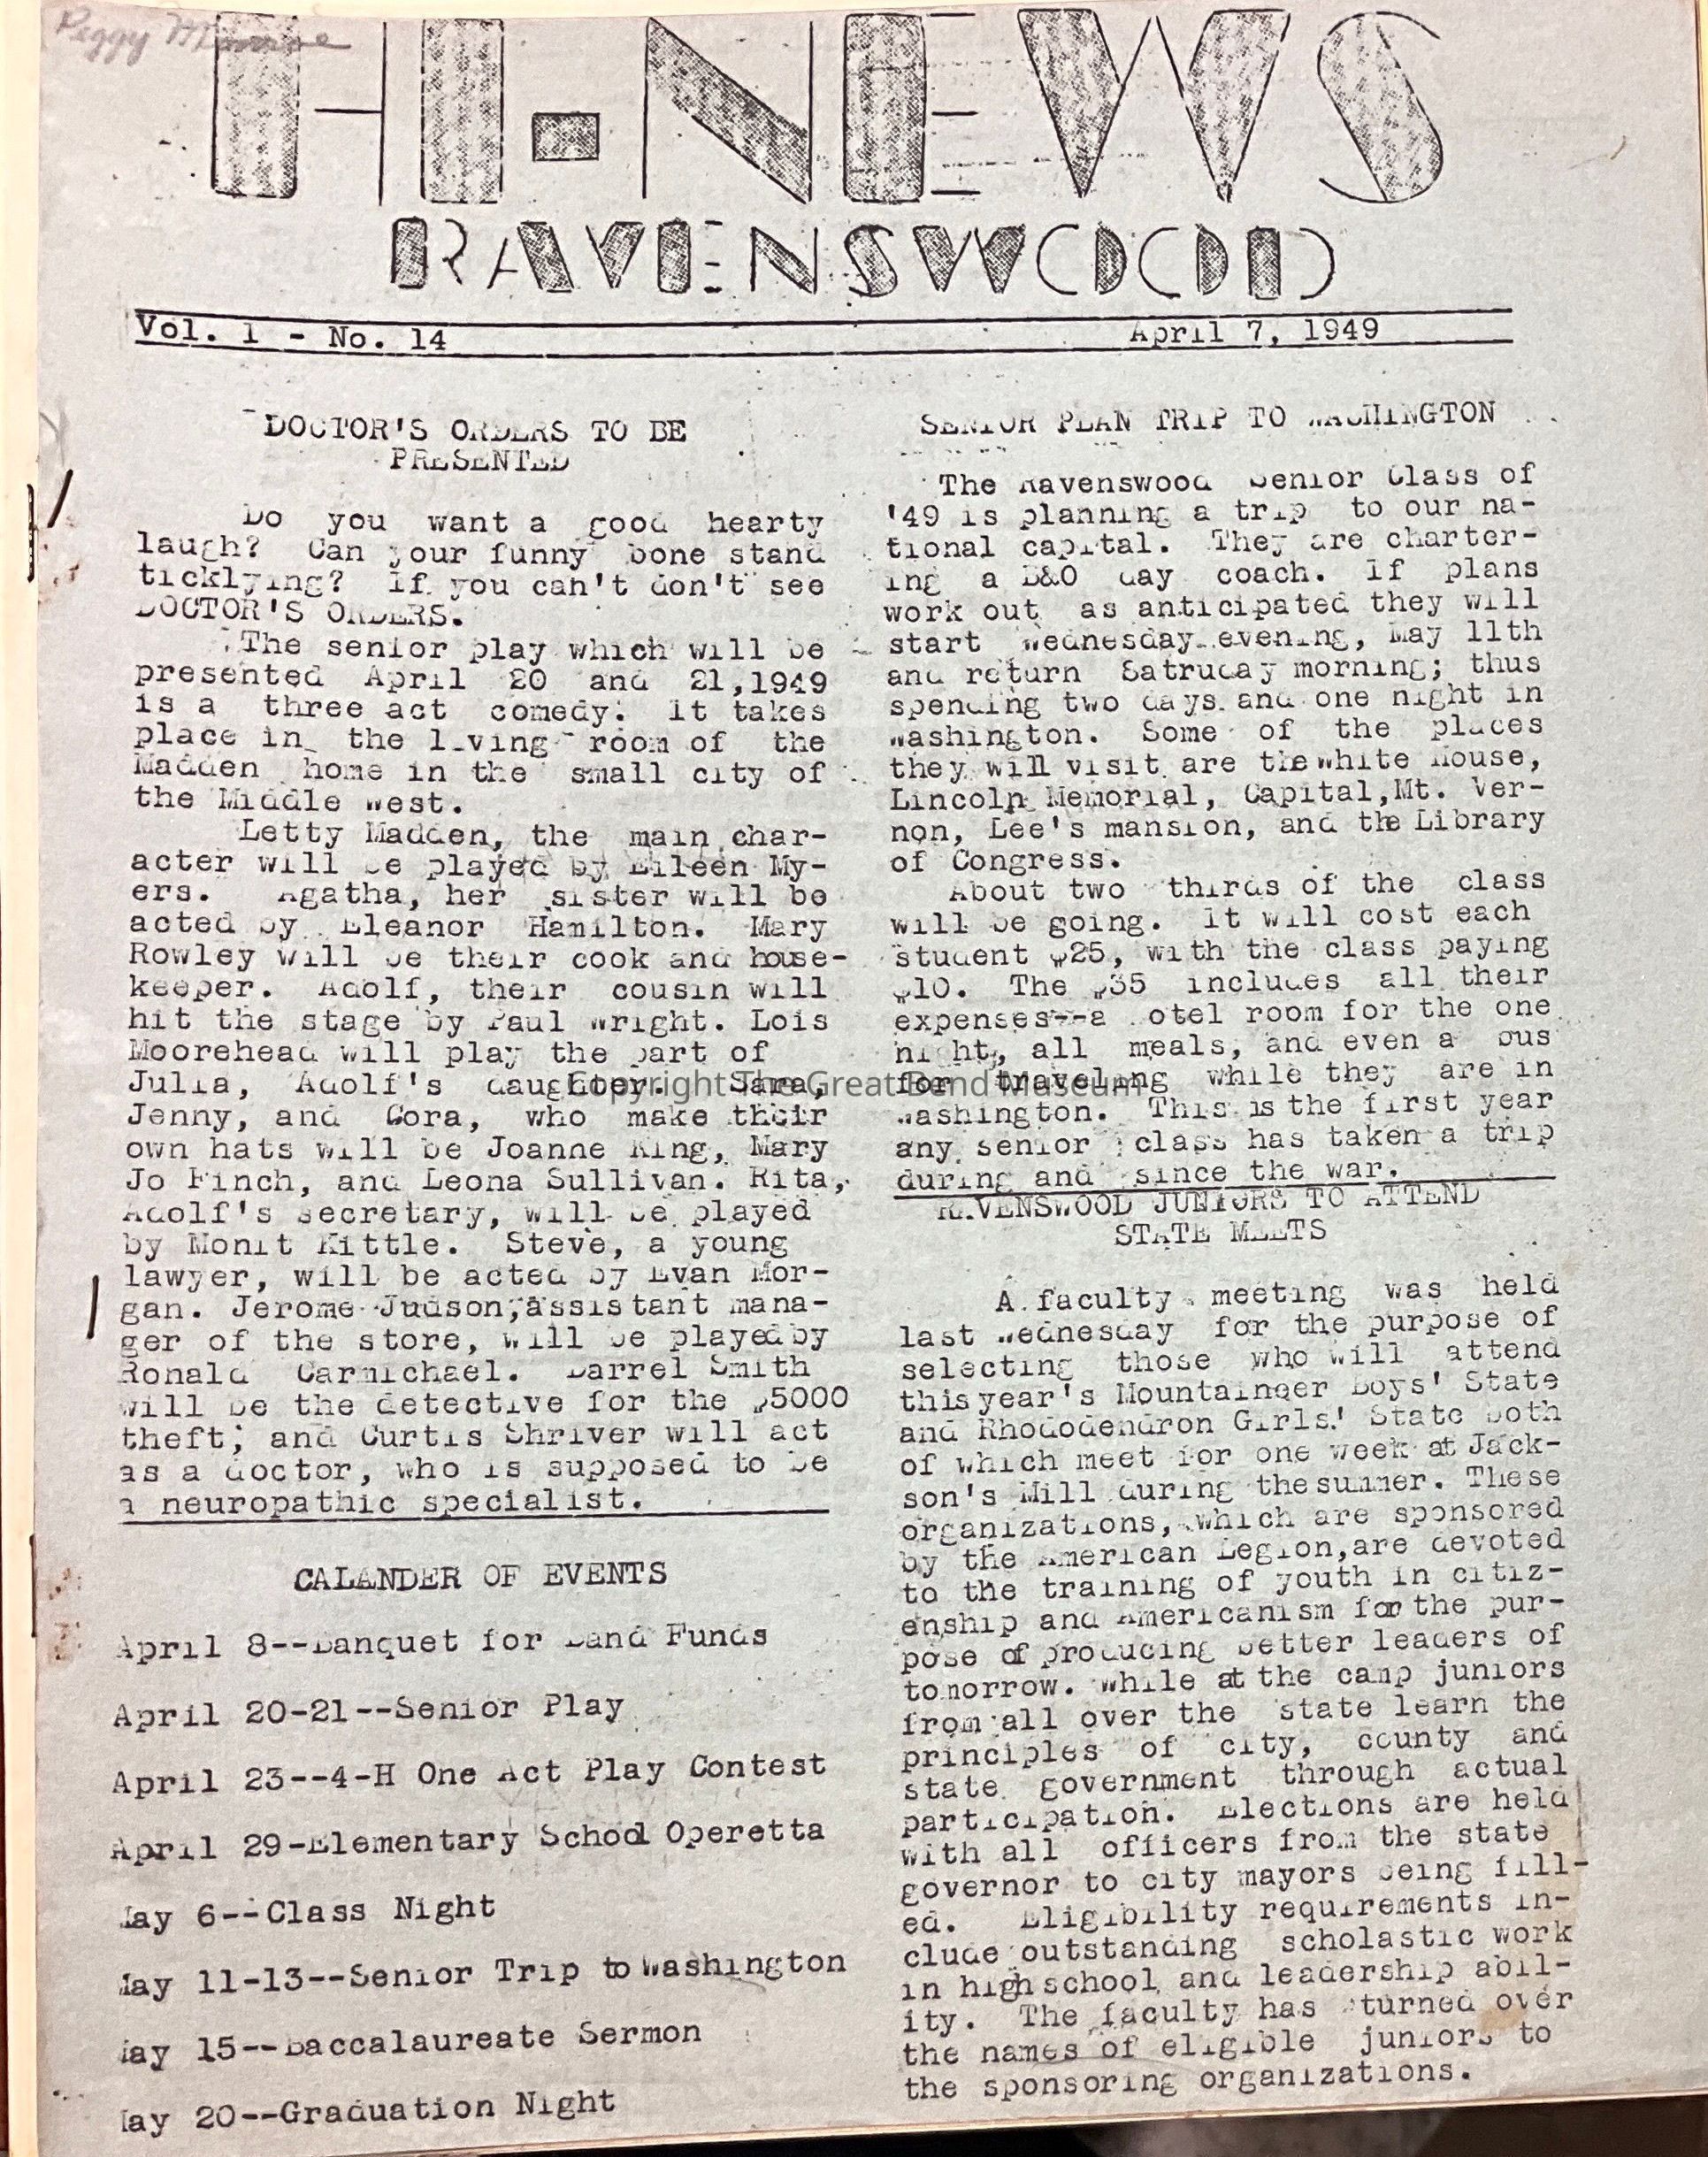 Peggy
HI-NEWS
RAVENSWOOD
Vol. 1 - No. 14 April 7, 1949
DOCTOR'S ORDERS TO BE
PRESENTED
Do you want a good hearty
laugh? Can your funny bone stand
ticklying? If you can't don't see
DOCTOR'S ORDERS.
The senior play which will be
presented April 20 and 21,1949
is a three act comedy. It takes
place in the living room of the
Madden home in the small city of
the Middle West.
Letty Madden, the main char-
acter will be played by Eileen My-
ers. Agatha, her sister will be
acted by Eleanor Hamilton. Mary
Rowley will be their cook and house-
keeper. Adolf, their cousin will
hit the stage by Paul Wright. Lois
Moorehead will play the part of
Julia, Adolf's daughter. Sara,
Jenny, and Cora, who make their
own hats will be Joanne King, Mary
Jo Finch, and Leona Sullivan. Rita,
Adolf's secretary, will be played
by Monit Kittle. Steve, a young
lawyer, will be acted by Evan Mor-
gan. Jerome Judson,assistant mana-
ger of the store, will be played by
Ronald Carmichael. Darrel Smith
will be the detective for the $5000
theft; and Curtis Shriver will act
as a doctor, who is supposed to be
a neuropathic specialist.
CALANDER OF EVENTS
April 8--Banquet for Band Funds
April 20-21--Senior Play
April 23--4-H One Act Play Contest
April 29-Elementary School Operetta
May 6--Class Night
May 11-13--Senior Trip to Washington
May 15--Baccalaureate Sermon
May 20--Graduation Night
SENIOR PLAN TRIP TO WASHINGTON
The Ravenswood Senior Class of
'49 is planning a trip to our na-
tional capital. They are charter-
ing a B&O day coach. If plans
work out as anticipated they will
start Wednesday evening, May 11th
and return Satruday morning; thus
spending two days and one night in
Washington. Some of the places
they will visit are the White House,
Lincoln Memorial, Capital,Mt. Ver-
non, Lee's mansion, and the Library
of Congress.
About two thirds of the class
will be going. It will cost each
student $25, with the class paying
$10. The $35 includes all their
expenses--a hotel room for the one
night, all meals, and even a bus
for traveling while they are in
Washington. This is the first year
any senior class has taken a trip
during and since the war.
RAVENSWOOD JUNIORS TO ATTEND
STATE MEETS
A faculty meeting was held
last Wednesday for the purpose of
selecting those who will attend
this year's Mountaineer Boys' State
and Rhododendron Girls' State both
of which meet for one week at Jack-
son's Mill during the summer. These
organizations, which are sponsored
by the American Legion,are devoted
to the training of youth in citiz-
enship and Americanism for the pur-
pose of producing better leaders of
tomorrow. While at the camp juniors
from all over the state learn the
principles of city, county and
state government through actual
participation. Elections are held
with all officers from the state
governor to city mayors being fill-
ed. Eligibility requirements in-
clude outstanding scholastic work
in high school and leadership abil-
ity. The faculty has turned over
the names of eligible juniors to
the sponsoring organizations.
Copyright The Great Bend Museum